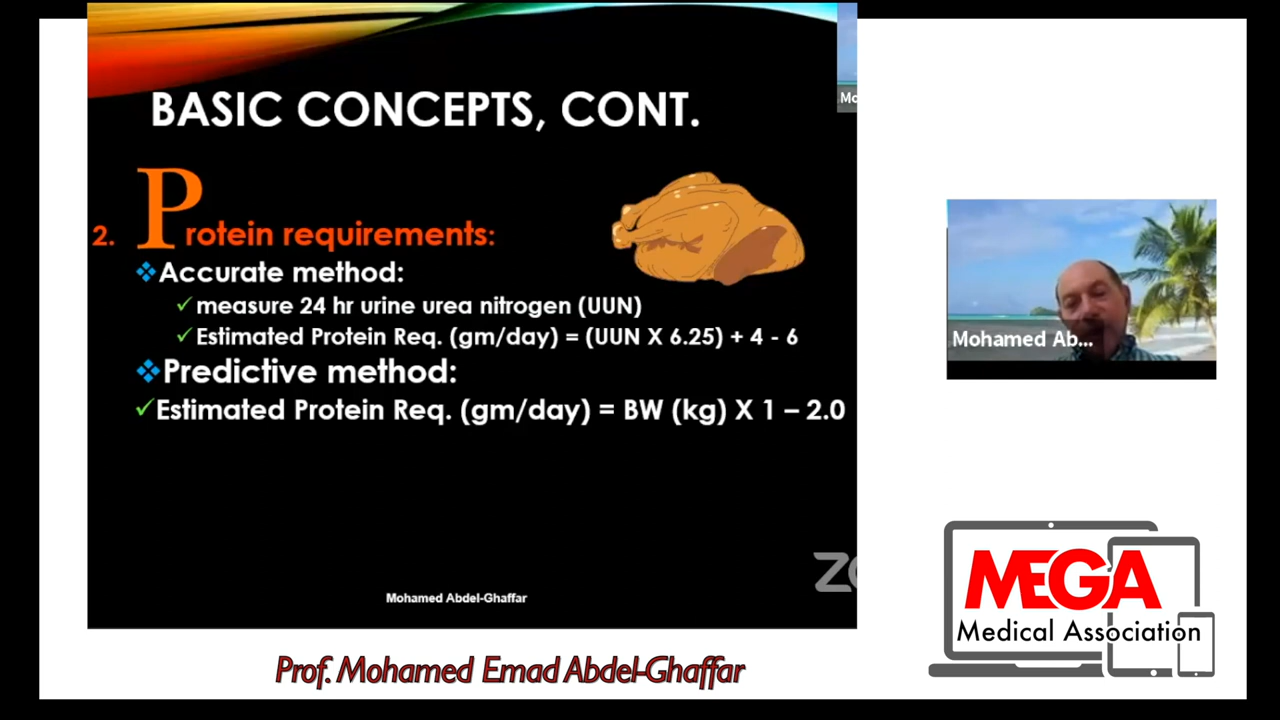 BASIC CONCEPTS, CONT.
Mo
2. Protein requirements:
Accurate method:
measure 24 hr urine urea nitrogen (UUN)
Estimated Protein Req. (gm/day) = (UUN X 6.25) + 4 - 6
Predictive method:
Estimated Protein Req. (gm/day) = BW (kg) X 1 – 2.0
Mohamed Abdel-Ghaffar
Mohamed Ab...
MEGA
Medical Association
Prof. Mohamed Emad Abdel-Ghaffar